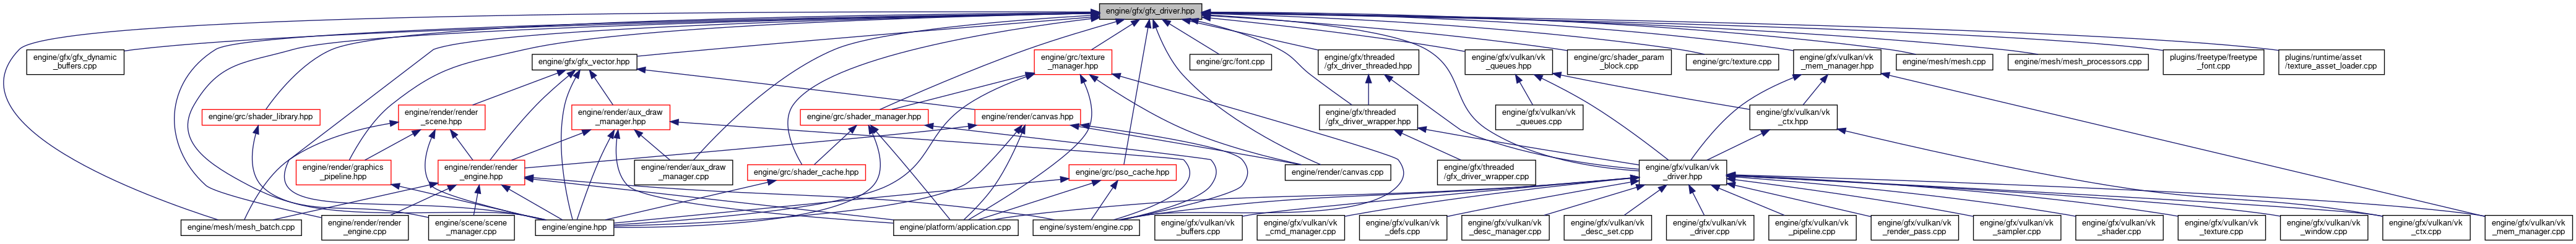 engine/gfx/gfx_driver.hpp
engine/gfx/gfx_dynamic
_buffers.cpp
engine/gfx/gfx_vector.hpp
engine/grc/texture
_manager.hpp
engine/grc/font.cpp
engine/gfx/threaded
/gfx_driver_threaded.hpp
engine/gfx/vulkan/vk
_queues.hpp
engine/grc/shader_param
_block.cpp
engine/grc/texture.cpp
engine/gfx/vulkan/vk
_mem_manager.hpp
engine/mesh/mesh.cpp
engine/mesh/mesh_processors.cpp
plugins/freetype/freetype
_font.cpp
plugins/runtime/asset
/texture_asset_loader.cpp
engine/grc/shader_library.hpp
engine/render/render
_scene.hpp
engine/render/aux_draw
_manager.hpp
engine/grc/shader_manager.hpp
engine/render/canvas.hpp
engine/gfx/threaded
/gfx_driver_wrapper.hpp
engine/gfx/vulkan/vk
_queues.cpp
engine/gfx/vulkan/vk
_ctx.hpp
engine/render/graphics
_pipeline.hpp
engine/render/render
_engine.hpp
engine/render/aux_draw
_manager.cpp
engine/grc/shader_cache.hpp
engine/grc/pso_cache.hpp
engine/render/canvas.cpp
engine/gfx/threaded
/gfx_driver_wrapper.cpp
engine/gfx/vulkan/vk
_driver.hpp
engine/mesh/mesh_batch.cpp
engine/render/render
_engine.cpp
engine/scene/scene
_manager.cpp
engine/engine.hpp
engine/platform/application.cpp
engine/system/engine.cpp
engine/gfx/vulkan/vk
_buffers.cpp
engine/gfx/vulkan/vk
_cmd_manager.cpp
engine/gfx/vulkan/vk
_defs.cpp
engine/gfx/vulkan/vk
_desc_manager.cpp
engine/gfx/vulkan/vk
_desc_set.cpp
engine/gfx/vulkan/vk
_driver.cpp
engine/gfx/vulkan/vk
_pipeline.cpp
engine/gfx/vulkan/vk
_render_pass.cpp
engine/gfx/vulkan/vk
_sampler.cpp
engine/gfx/vulkan/vk
_shader.cpp
engine/gfx/vulkan/vk
_texture.cpp
engine/gfx/vulkan/vk
_window.cpp
engine/gfx/vulkan/vk
_ctx.cpp
engine/gfx/vulkan/vk
_mem_manager.cpp